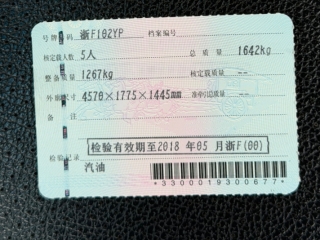 号牌号码 浙F102YP 档案编号
核定载人数 5人 总质量 1642kg
整备质量 1267kg 核定载质量 --
外廓尺寸 4570×1775×1445mm 准牵引总质量 --
备注
检验有效期至2018 年05 月浙F(00)
检验记录
汽油
*3300019300677*